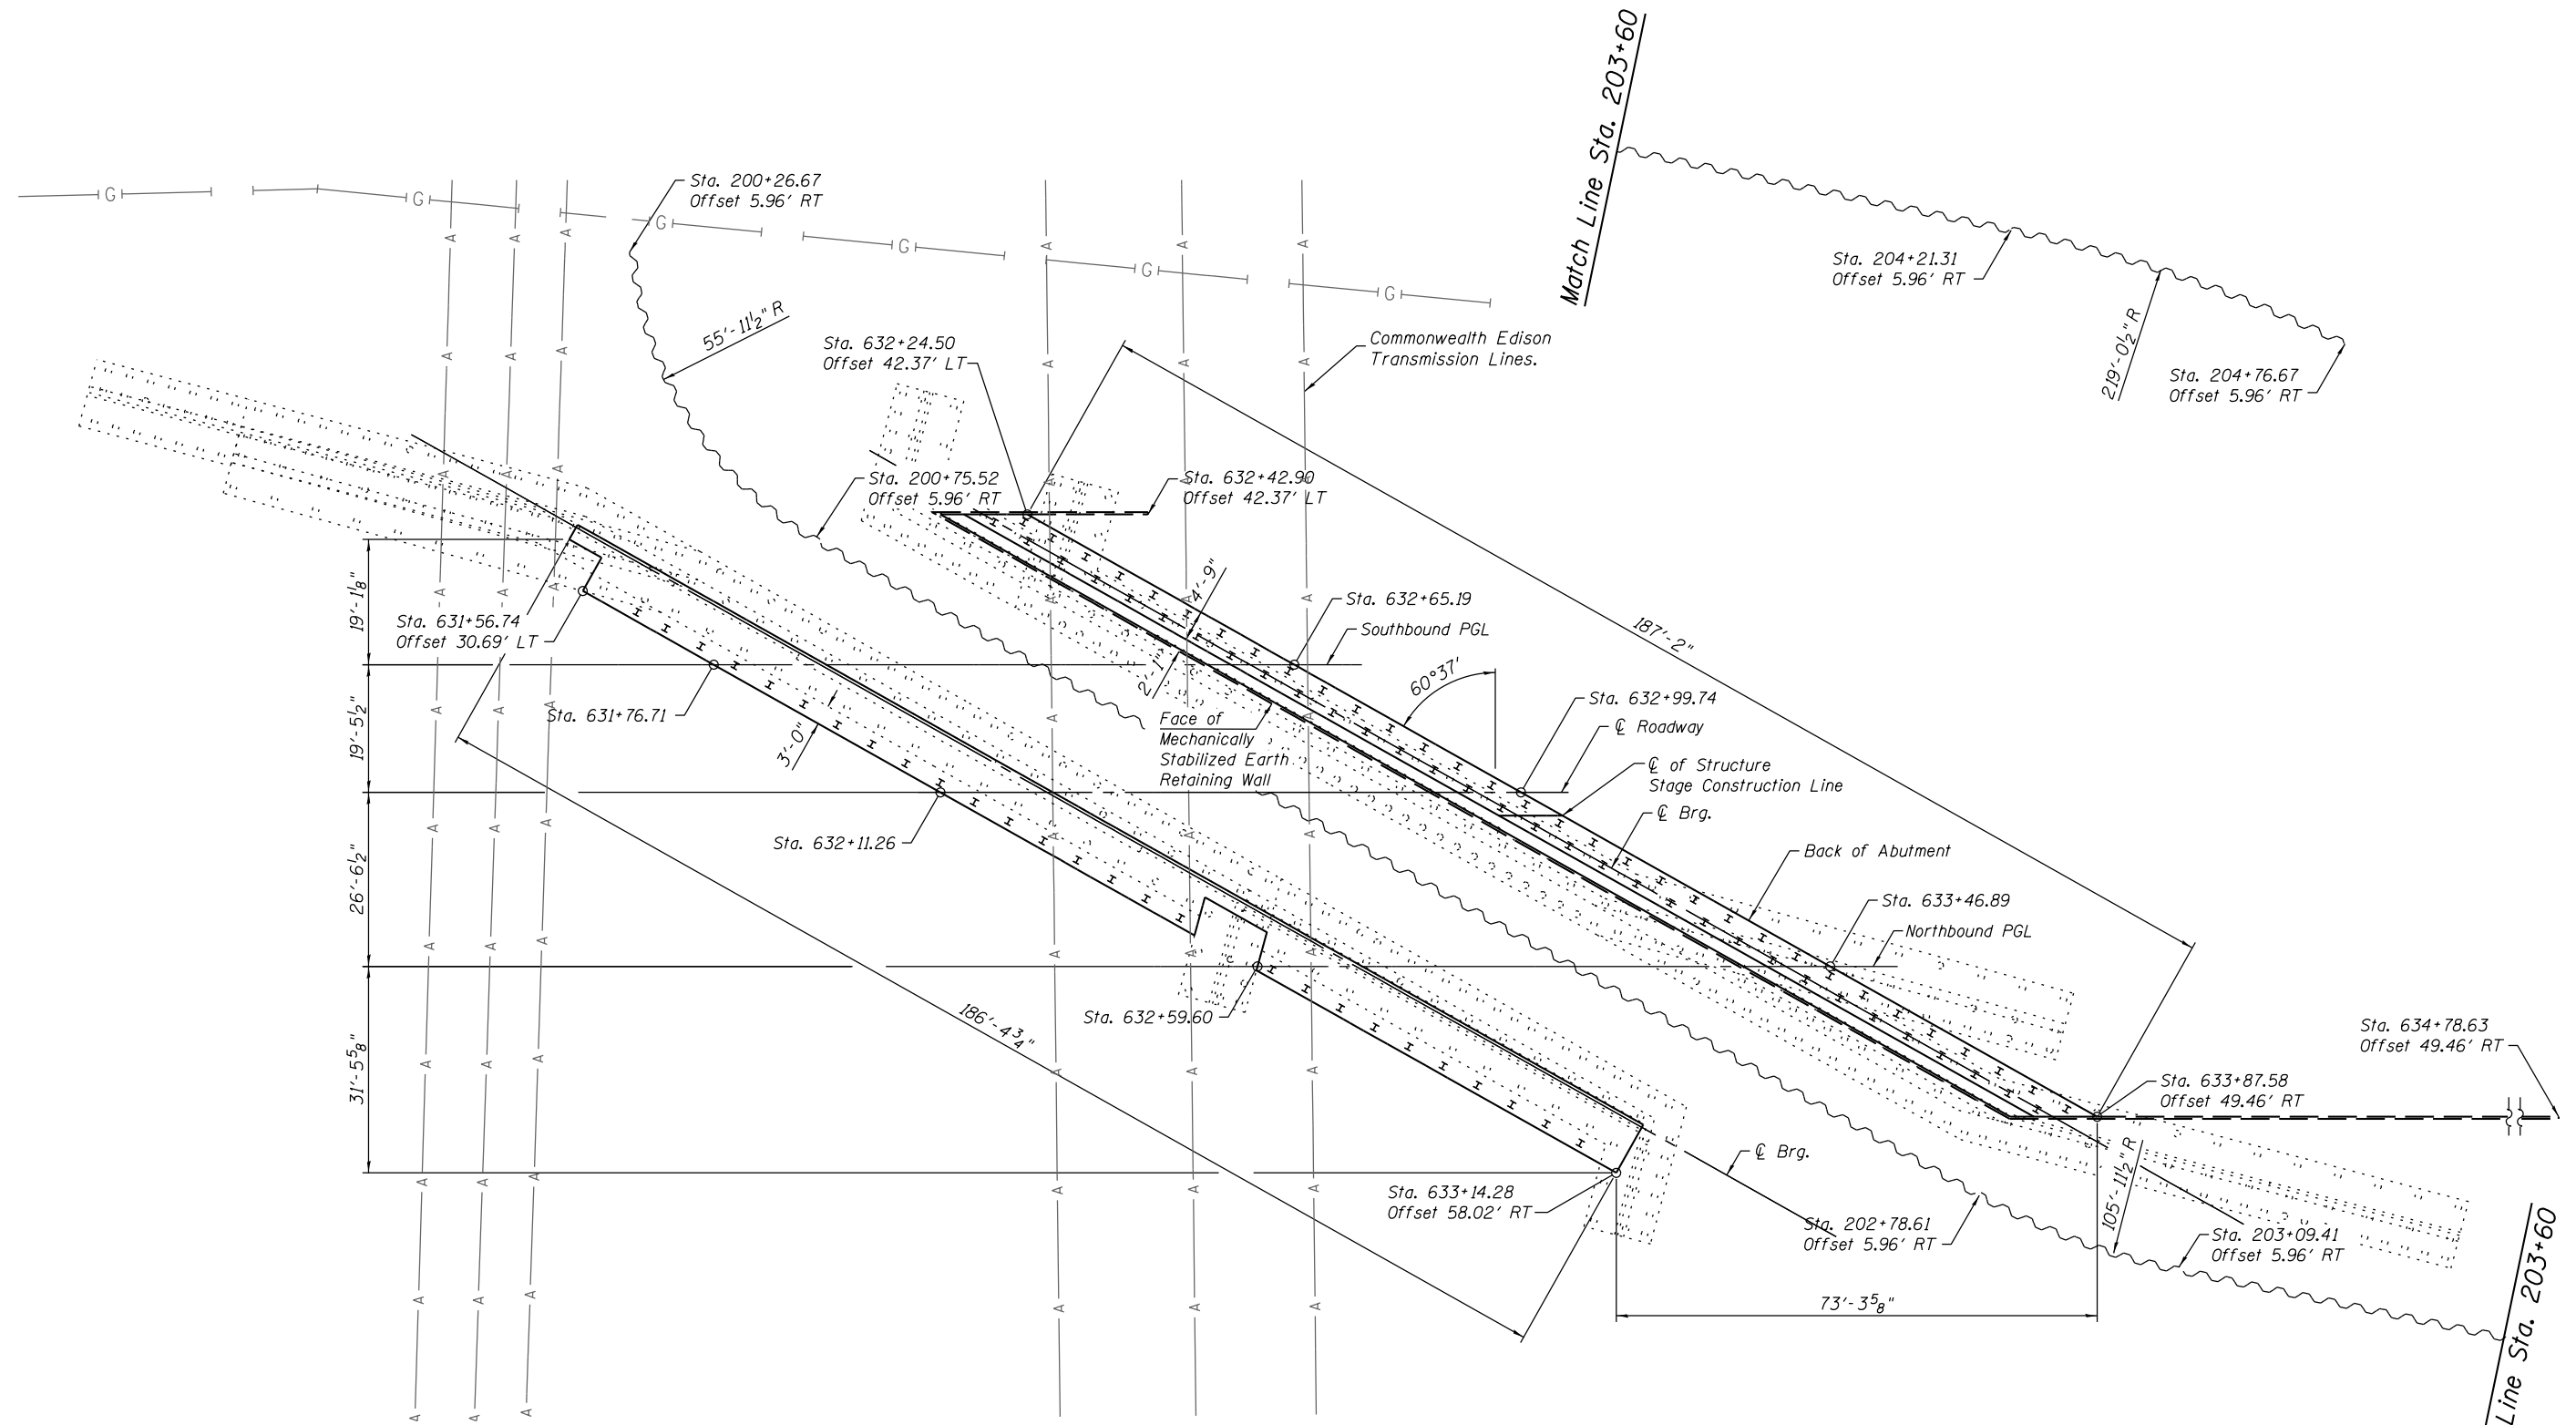 Match Line Sta. 203+60
Sta. 200+26.67
Offset 5.96' RT
G G G G G G
Sta. 204+21.31
Offset 5.96' RT
219'-0½" R
Sta. 204+76.67
Offset 5.96' RT
55'-11½" R
Sta. 632+24.50
Offset 42.37' LT
Commonwealth Edison
Transmission Lines.
Sta. 200+75.52
Offset 5.96' RT
Sta. 632+42.90
Offset 42.37' LT
4'-9"
Sta. 632+65.19
Southbound PGL
187'-2"
19'-1⅛"
Sta. 631+56.74
Offset 30.69' LT
60°37'
2'-1"
Sta. 632+99.74
℄ Roadway
19'-5½"
Sta. 631+76.71
3'-0"
Face of
Mechanically
Stabilized Earth
Retaining Wall
℄ of Structure
Stage Construction Line
℄ Brg.
Sta. 632+11.26
Back of Abutment
26'-6½"
Sta. 633+46.89
Northbound PGL
186'-4¾"
Sta. 632+59.60
31'-5⅝"
Sta. 634+78.63
Offset 49.46' RT
Sta. 633+87.58
Offset 49.46' RT
℄ Brg.
105'-11½" R
Sta. 633+14.28
Offset 58.02' RT
Sta. 202+78.61
Offset 5.96' RT
Sta. 203+09.41
Offset 5.96' RT
73'-3⅝"
Line Sta. 203+60